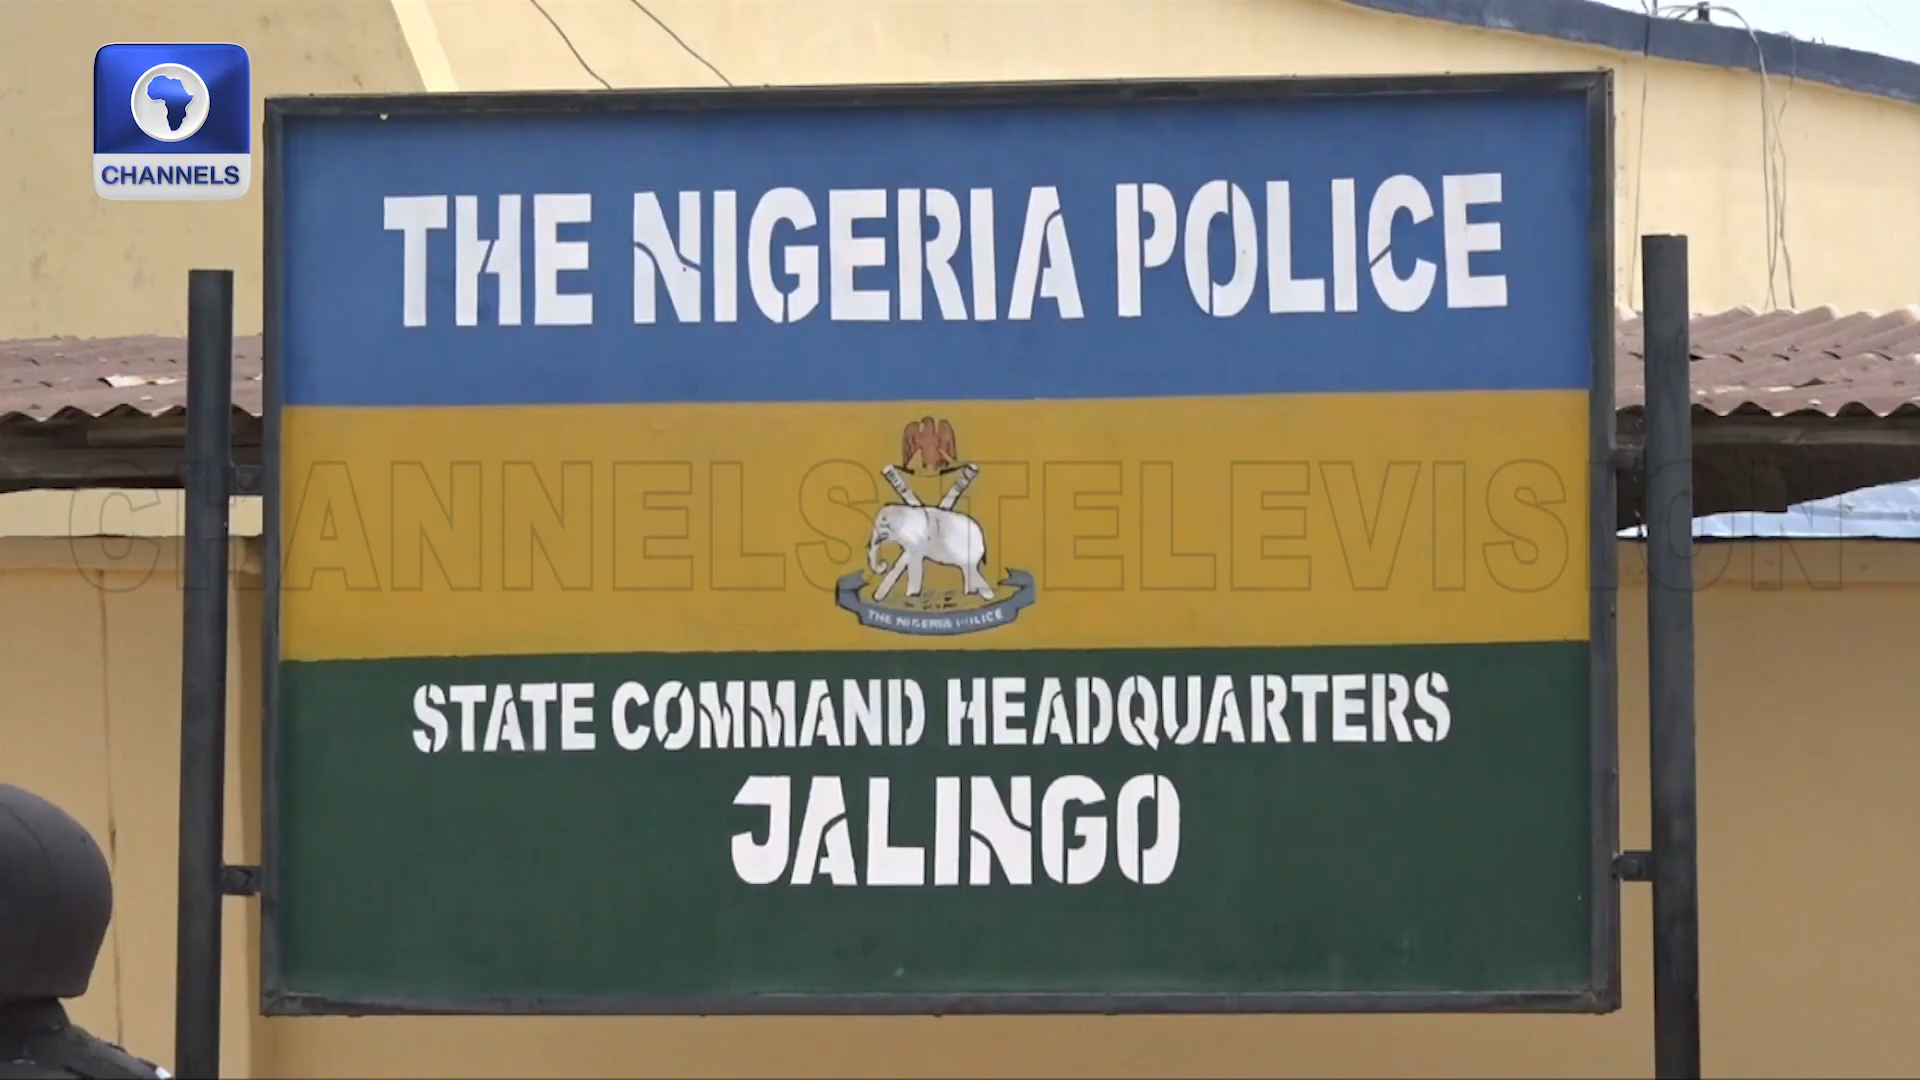 CHANNELS
THE NIGERIA POLICE
CHANNELS TELEVISION
THE NIGERIA POLICE
STATE COMMAND HEADQUARTERS
JALINGO